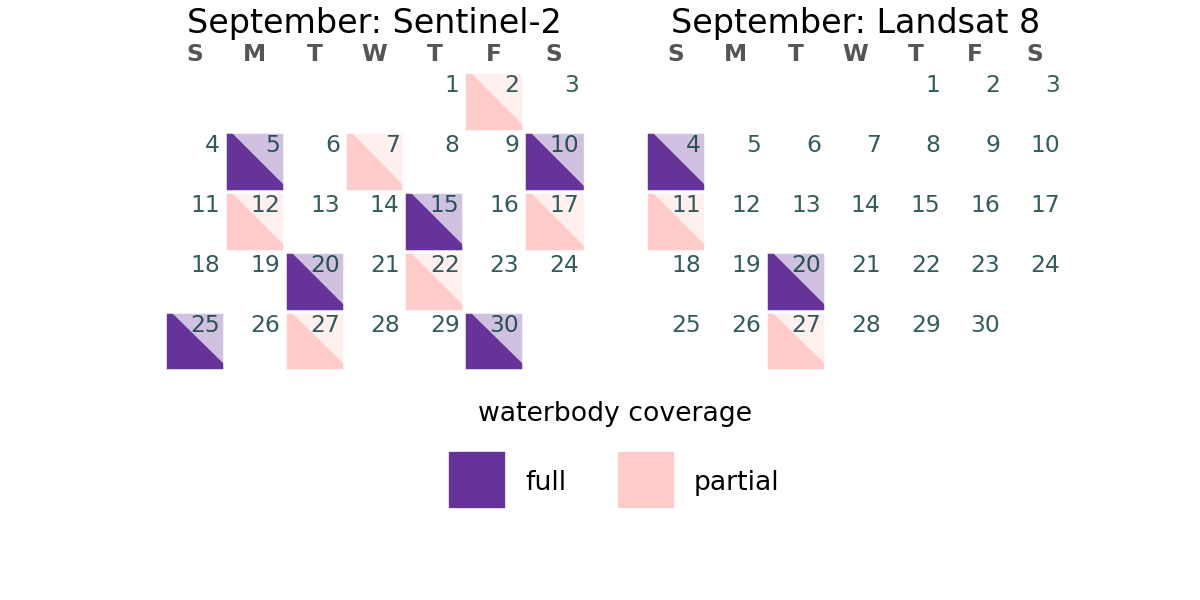 September: Sentinel-2
S M T W T F S
1 2 3
4 5 6 7 8 9 10
11 12 13 14 15 16 17
18 19 20 21 22 23 24
25 26 27 28 29 30
September: Landsat 8
S M T W T F S
1 2 3
4 5 6 7 8 9 10
11 12 13 14 15 16 17
18 19 20 21 22 23 24
25 26 27 28 29 30
waterbody coverage
full partial